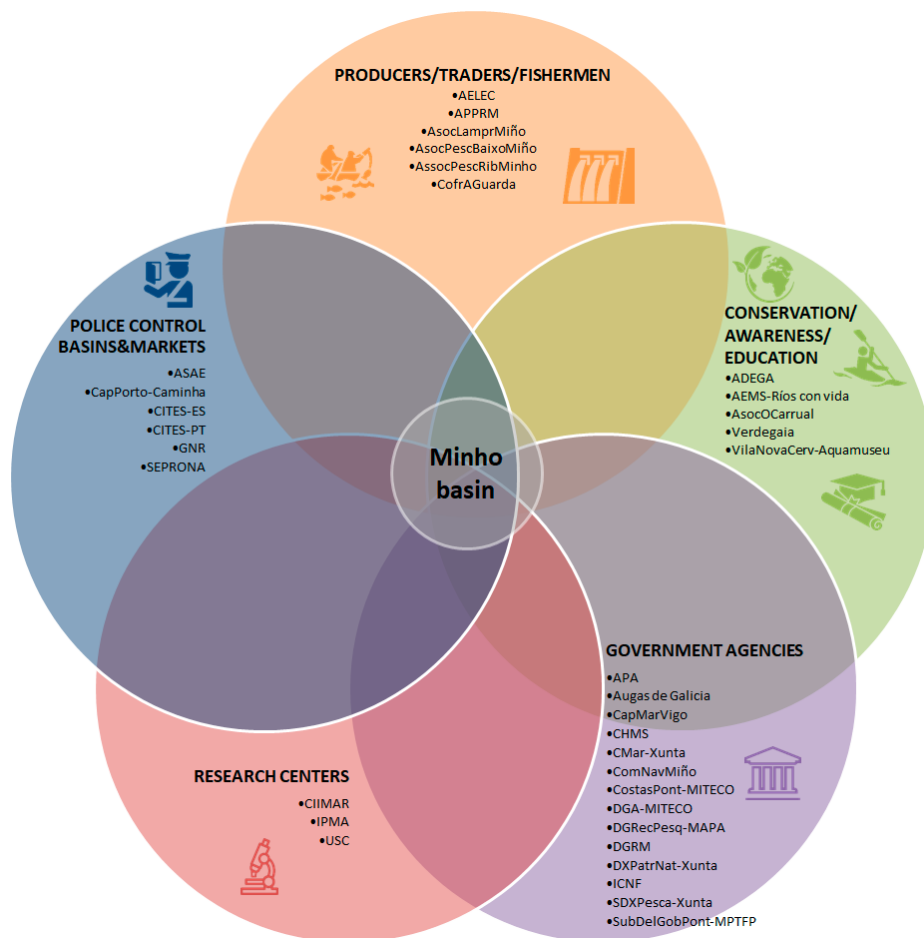 PRODUCERS/TRADERS/FISHERMEN
•AELEC
•APPRM
•AsocLamprMiño
•AsocPescBaixoMiño
•AssocPescRibMinho
•CofrAGuarda
POLICE CONTROL
BASINS&MARKETS
•ASAE
•CapPorto-Caminha
•CITES-ES
•CITES-PT
•GNR
•SEPRONA
CONSERVATION/
AWARENESS/
EDUCATION
•ADEGA
•AEMS-Ríos con vida
•AsocOCarrual
•Verdegaia
•VilaNovaCerv-Aquamuseu
Minho
basin
GOVERNMENT AGENCIES
•APA
•Augas de Galicia
•CapMarVigo
•CHMS
•CMar-Xunta
•ComNavMiño
•CostasPont-MITECO
•DGA-MITECO
•DGRecPesq-MAPA
•DGRM
•DXPatrNat-Xunta
•ICNF
•SDXPesca-Xunta
•SubDelGobPont-MPTFP
RESEARCH CENTERS
•CIIMAR
•IPMA
•USC